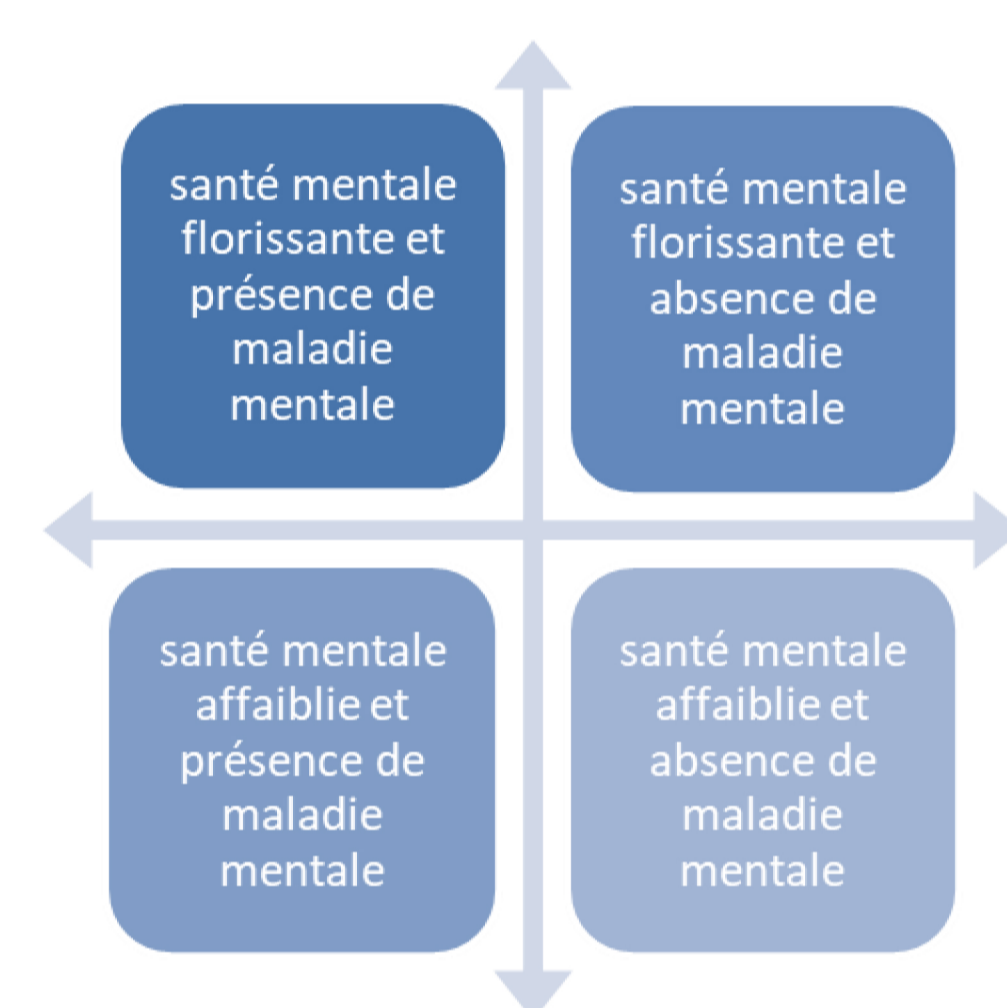 santé mentale
florissante et
présence de
maladie
mentale
santé mentale
florissante et
absence de
maladie
mentale
santé mentale
affaiblie et
présence de
maladie
mentale
santé mentale
affaiblie et
absence de
maladie
mentale